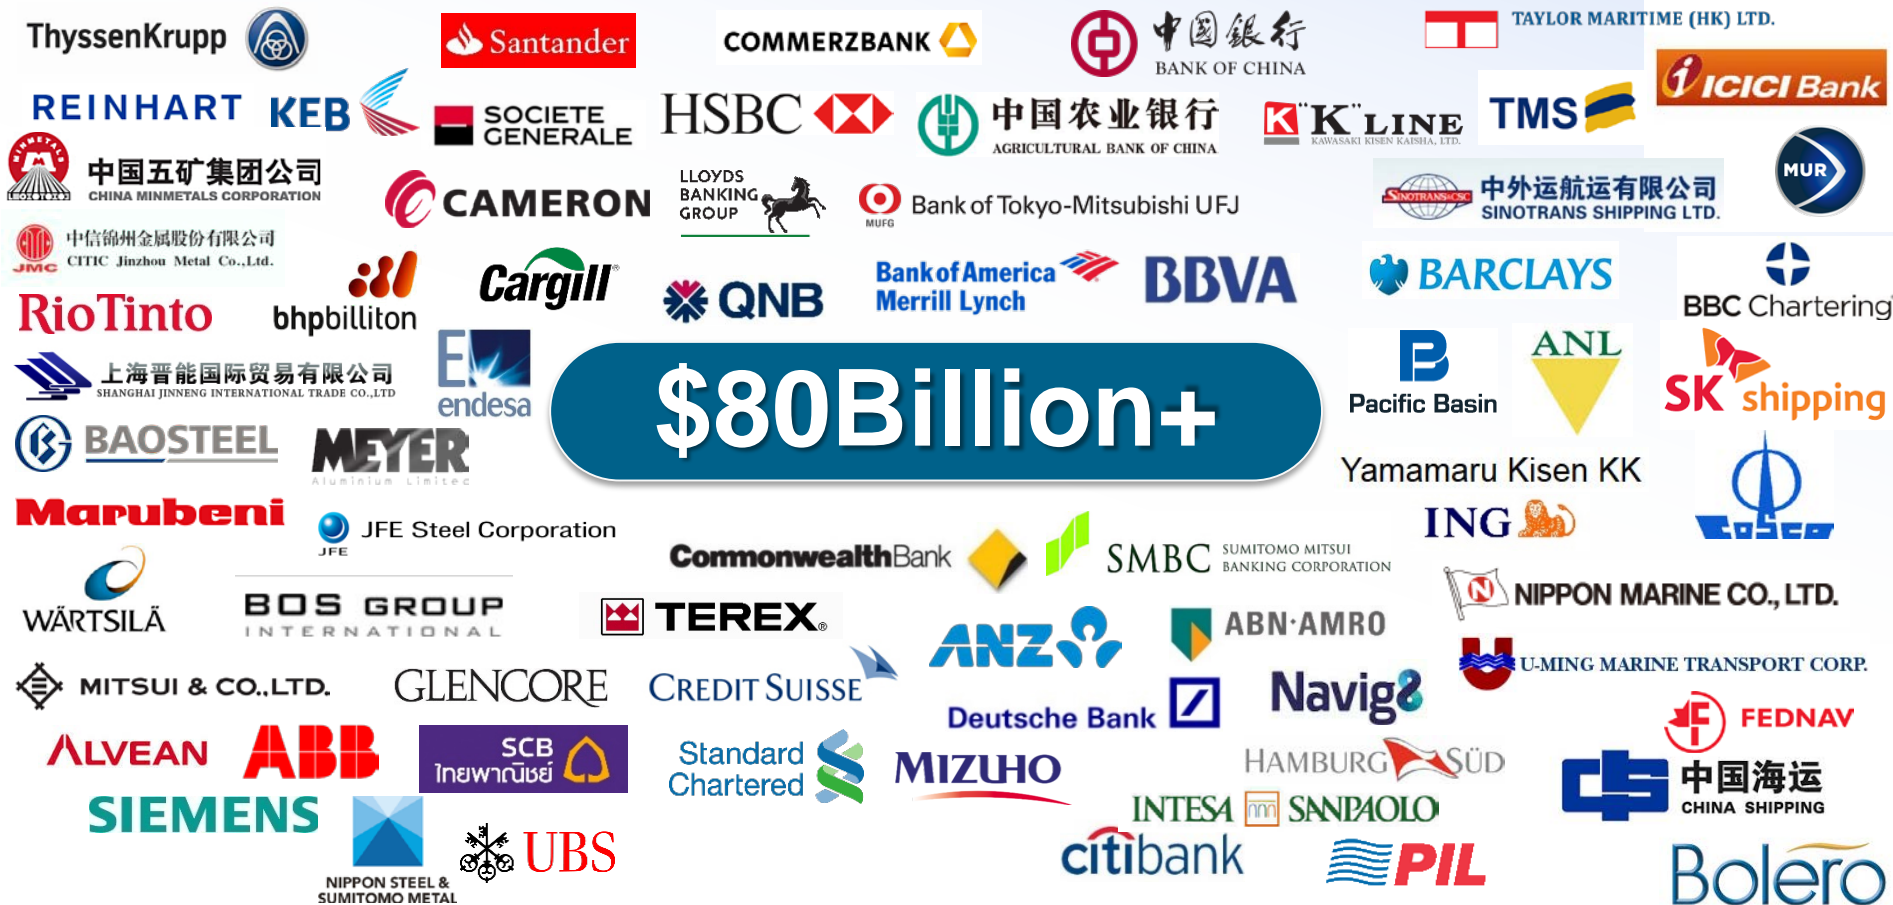 ThyssenKrupp
Santander
COMMERZBANK
中國銀行
BANK OF CHINA
TAYLOR MARITIME (HK) LTD.
i ICICI Bank
REINHART
KEB
SOCIETE
GENERALE
HSBC
中国农业银行
AGRICULTURAL BANK OF CHINA
K "K" LINE
KAWASAKI KISEN KAISHA, LTD.
TMS
MINMETALS
中国五矿集团公司
CHINA MINMETALS CORPORATION
CAMERON
LLOYDS
BANKING
GROUP
MUFG
Bank of Tokyo-Mitsubishi UFJ
SINOTRANS&CSC
中外运航运有限公司
SINOTRANS SHIPPING LTD.
MUR
JMC
中信锦州金属股份有限公司
CITIC Jinzhou Metal Co.,Ltd.
RioTinto
bhpbilliton
Cargill®
QNB
Bank of America
Merrill Lynch
BBVA
BARCLAYS
BBC Chartering
上海晋能国际贸易有限公司
SHANGHAI JINNENG INTERNATIONAL TRADE CO.,LTD
E
endesa
$80Billion+
Pacific Basin
ANL
SK shipping
BAOSTEEL
MEYER
Aluminium Limited
Yamamaru Kisen KK
Marubeni
JFE
JFE Steel Corporation
CommonwealthBank
SMBC
SUMITOMO MITSUI
BANKING CORPORATION
ING
COSCO
WÄRTSILÄ
BOS GROUP
INTERNATIONAL
TEREX®
ANZ
ABN·AMRO
N NIPPON MARINE CO., LTD.
U-MING MARINE TRANSPORT CORP.
MITSUI & CO.,LTD.
GLENCORE
CREDIT SUISSE
Deutsche Bank
Navig8
FEDNAV
ALVEAN
ABB
SCB
ไทยพาณิชย์
Standard
Chartered
MIZUHO
HAMBURG SÜD
中国海运
CHINA SHIPPING
SIEMENS
NIPPON STEEL &
SUMITOMO METAL
UBS
INTESA SANPAOLO
citibank
PIL
Bolero